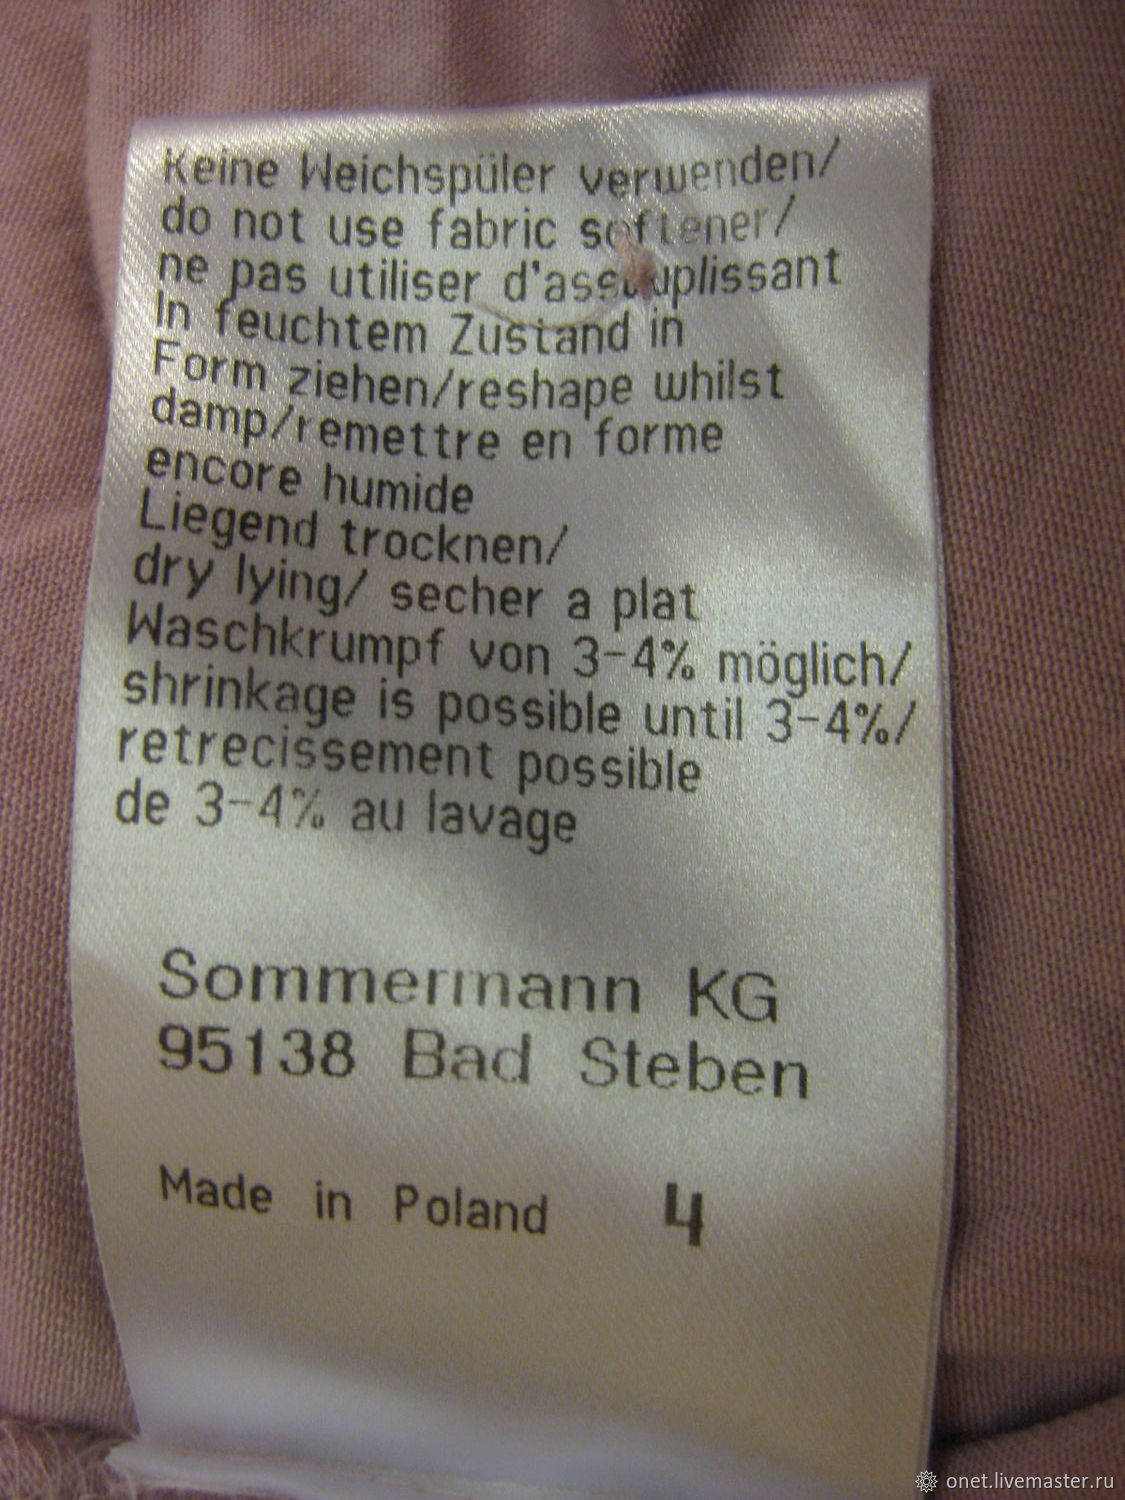 Keine Weichspüler verwenden/
do not use fabric softener/
ne pas utiliser d'assouplissant
In feuchtem Zustand in
Form ziehen/reshape whilst
damp/remettre en forme
encore humide
Liegend trocknen/
dry lying/ secher a plat
Waschkrumpf von 3-4% möglich/
shrinkage is possible until 3-4%/
retrecissement possible
de 3-4% au lavage
Sommermann KG
95138 Bad Steben
Made in Poland 4
onet.livemaster.ru